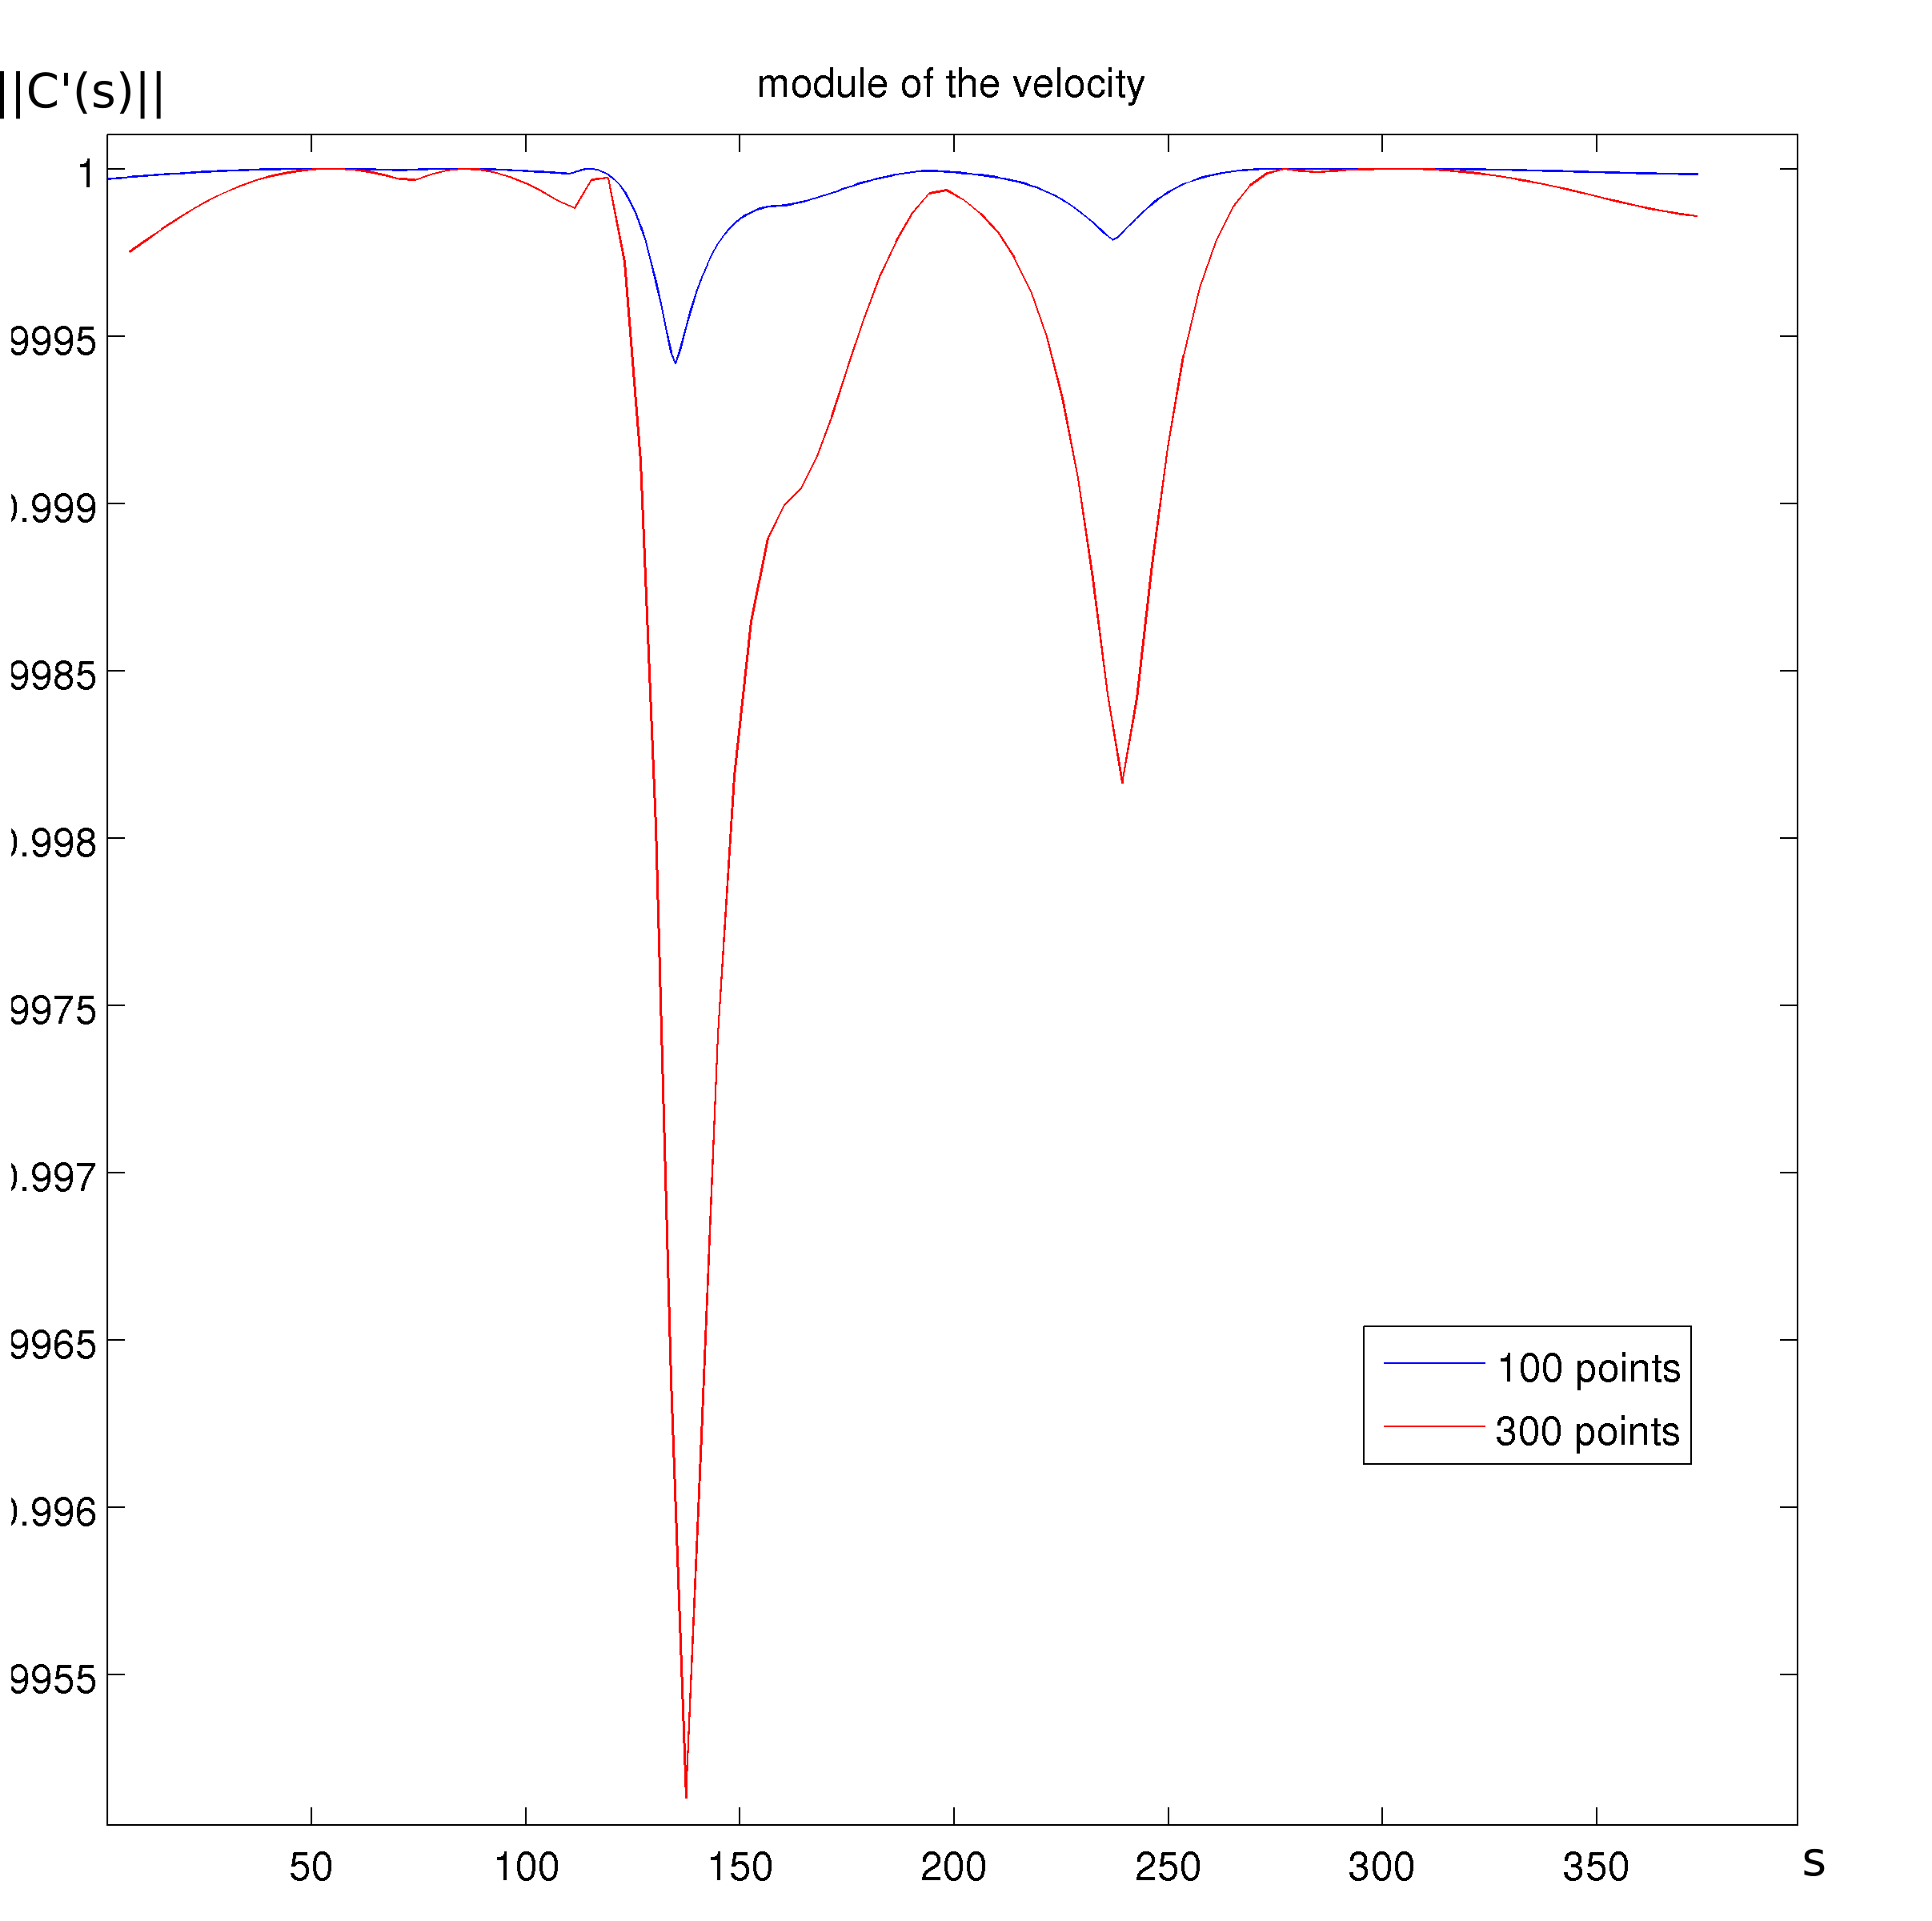 ||C'(s)||
module of the velocity
1
9995
).999
9985
).998
9975
).997
9965
).996
9955
100 points
300 points
50 100 150 200 250 300 350 s